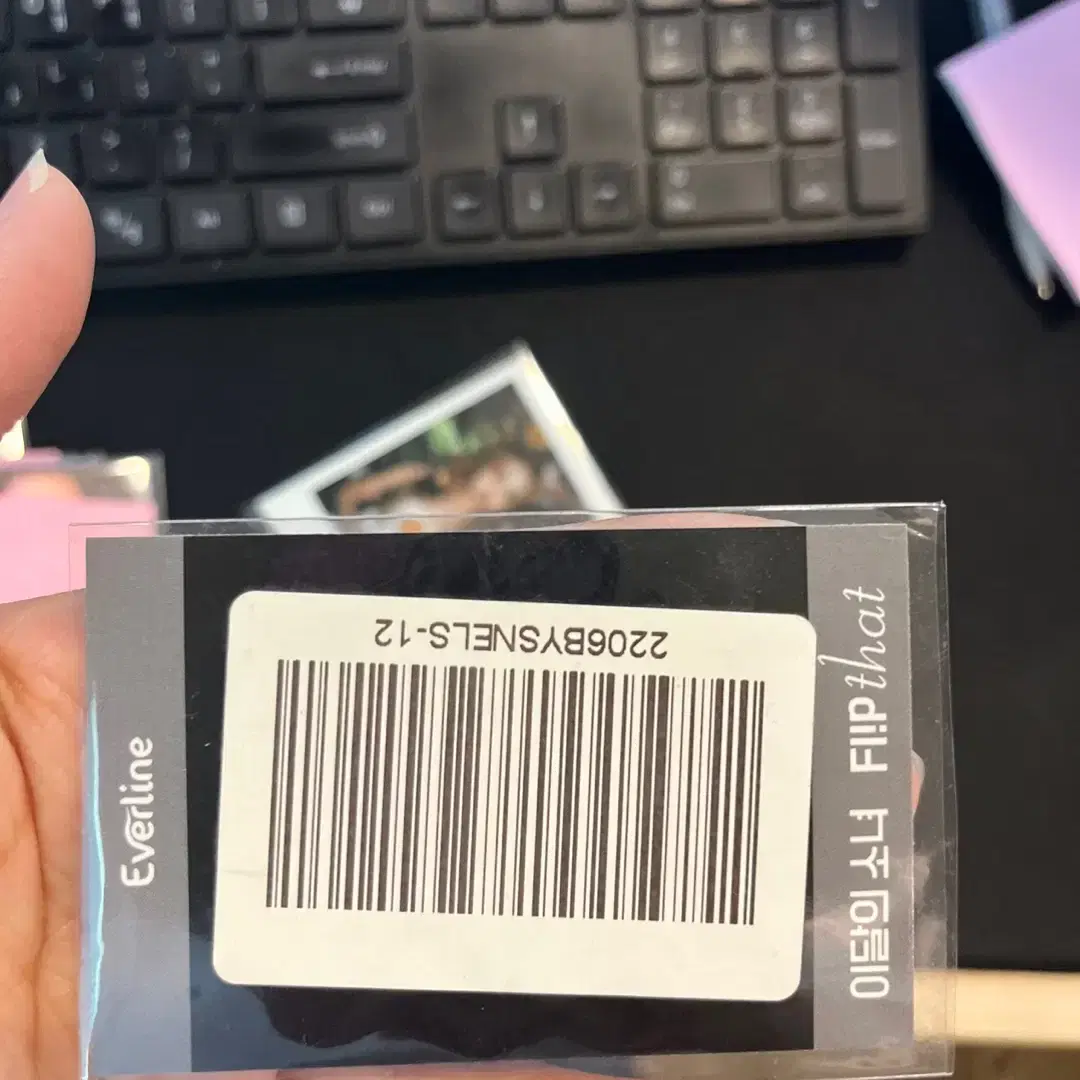 2206BYSNELS-12
Everline
이달의 소녀 Flip that